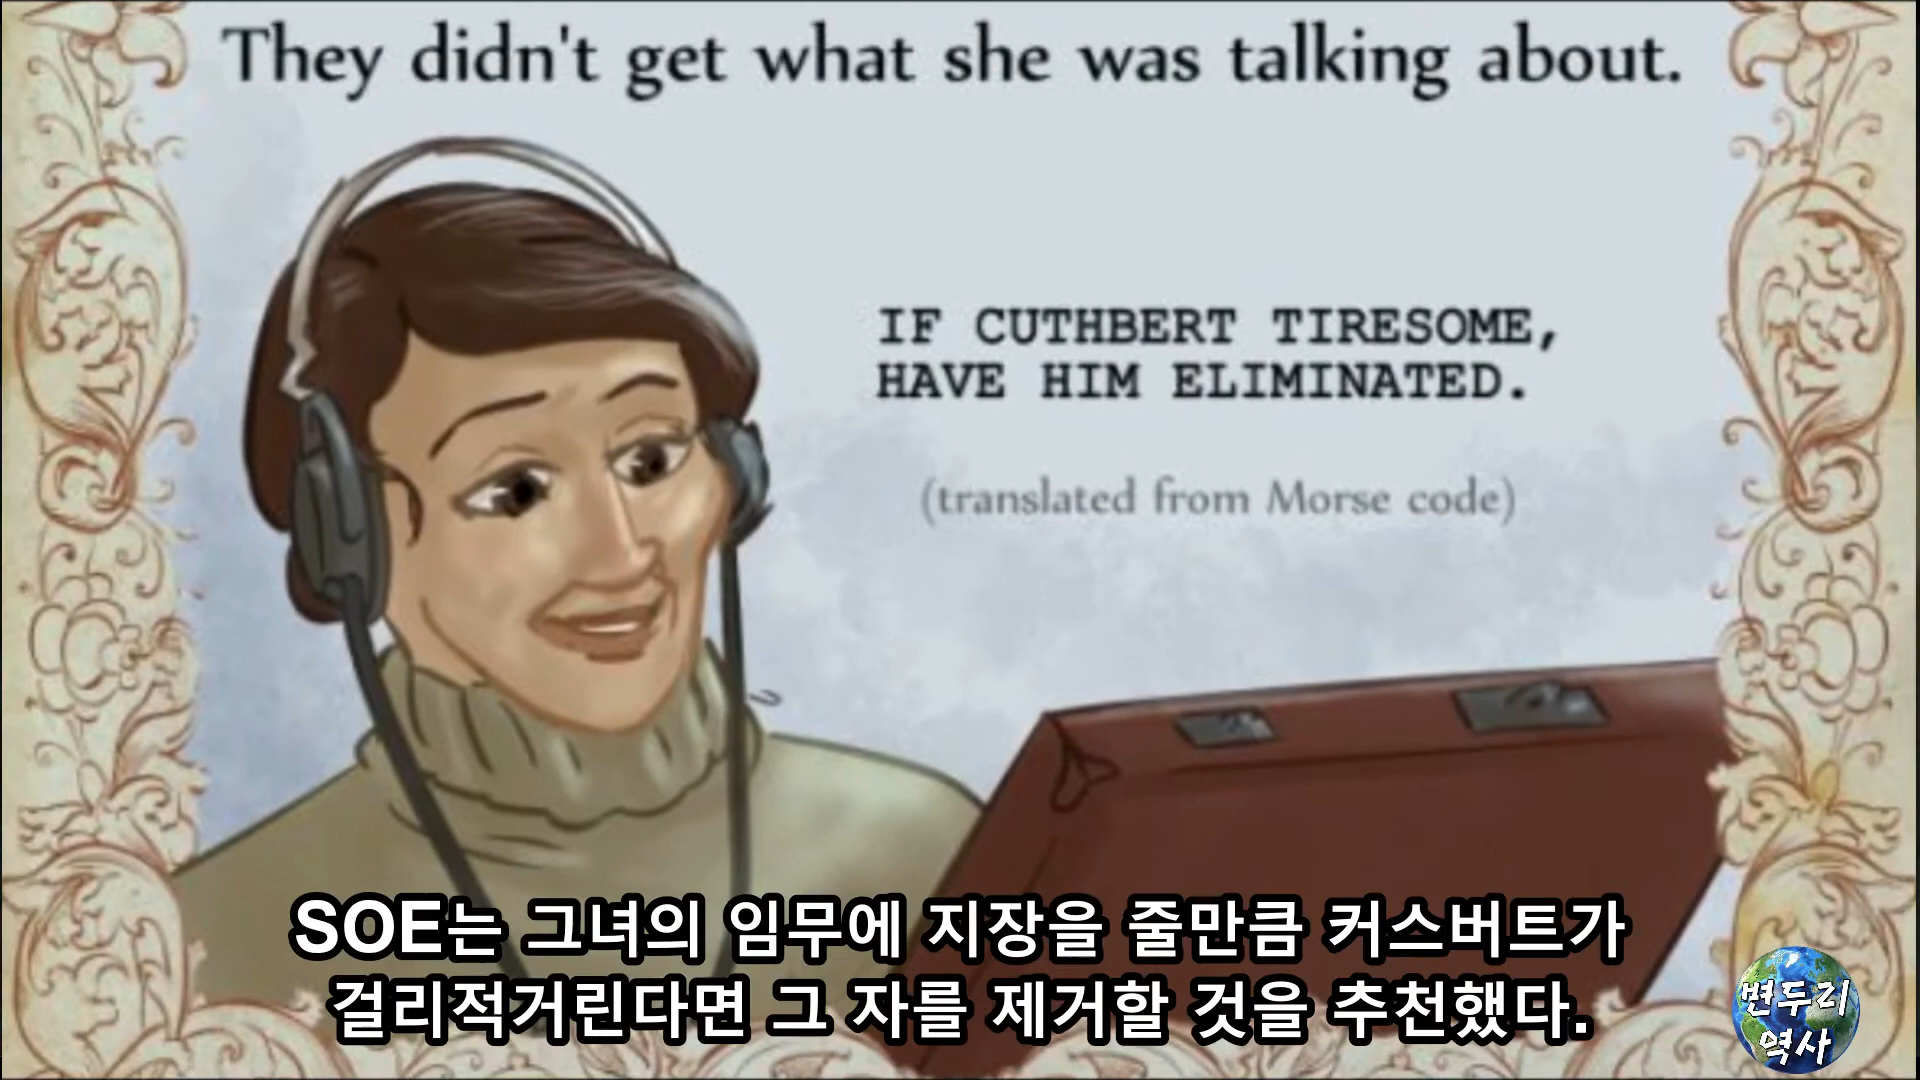 They didn't get what she was talking about.
IF CUTHBERT TIRESOME,
HAVE HIM ELIMINATED.
(translated from Morse code)
SOE는 그녀의 임무에 지장을 줄만큼 커스버트가
걸리적거린다면 그 자를 제거할 것을 추천했다.
변두리
역사